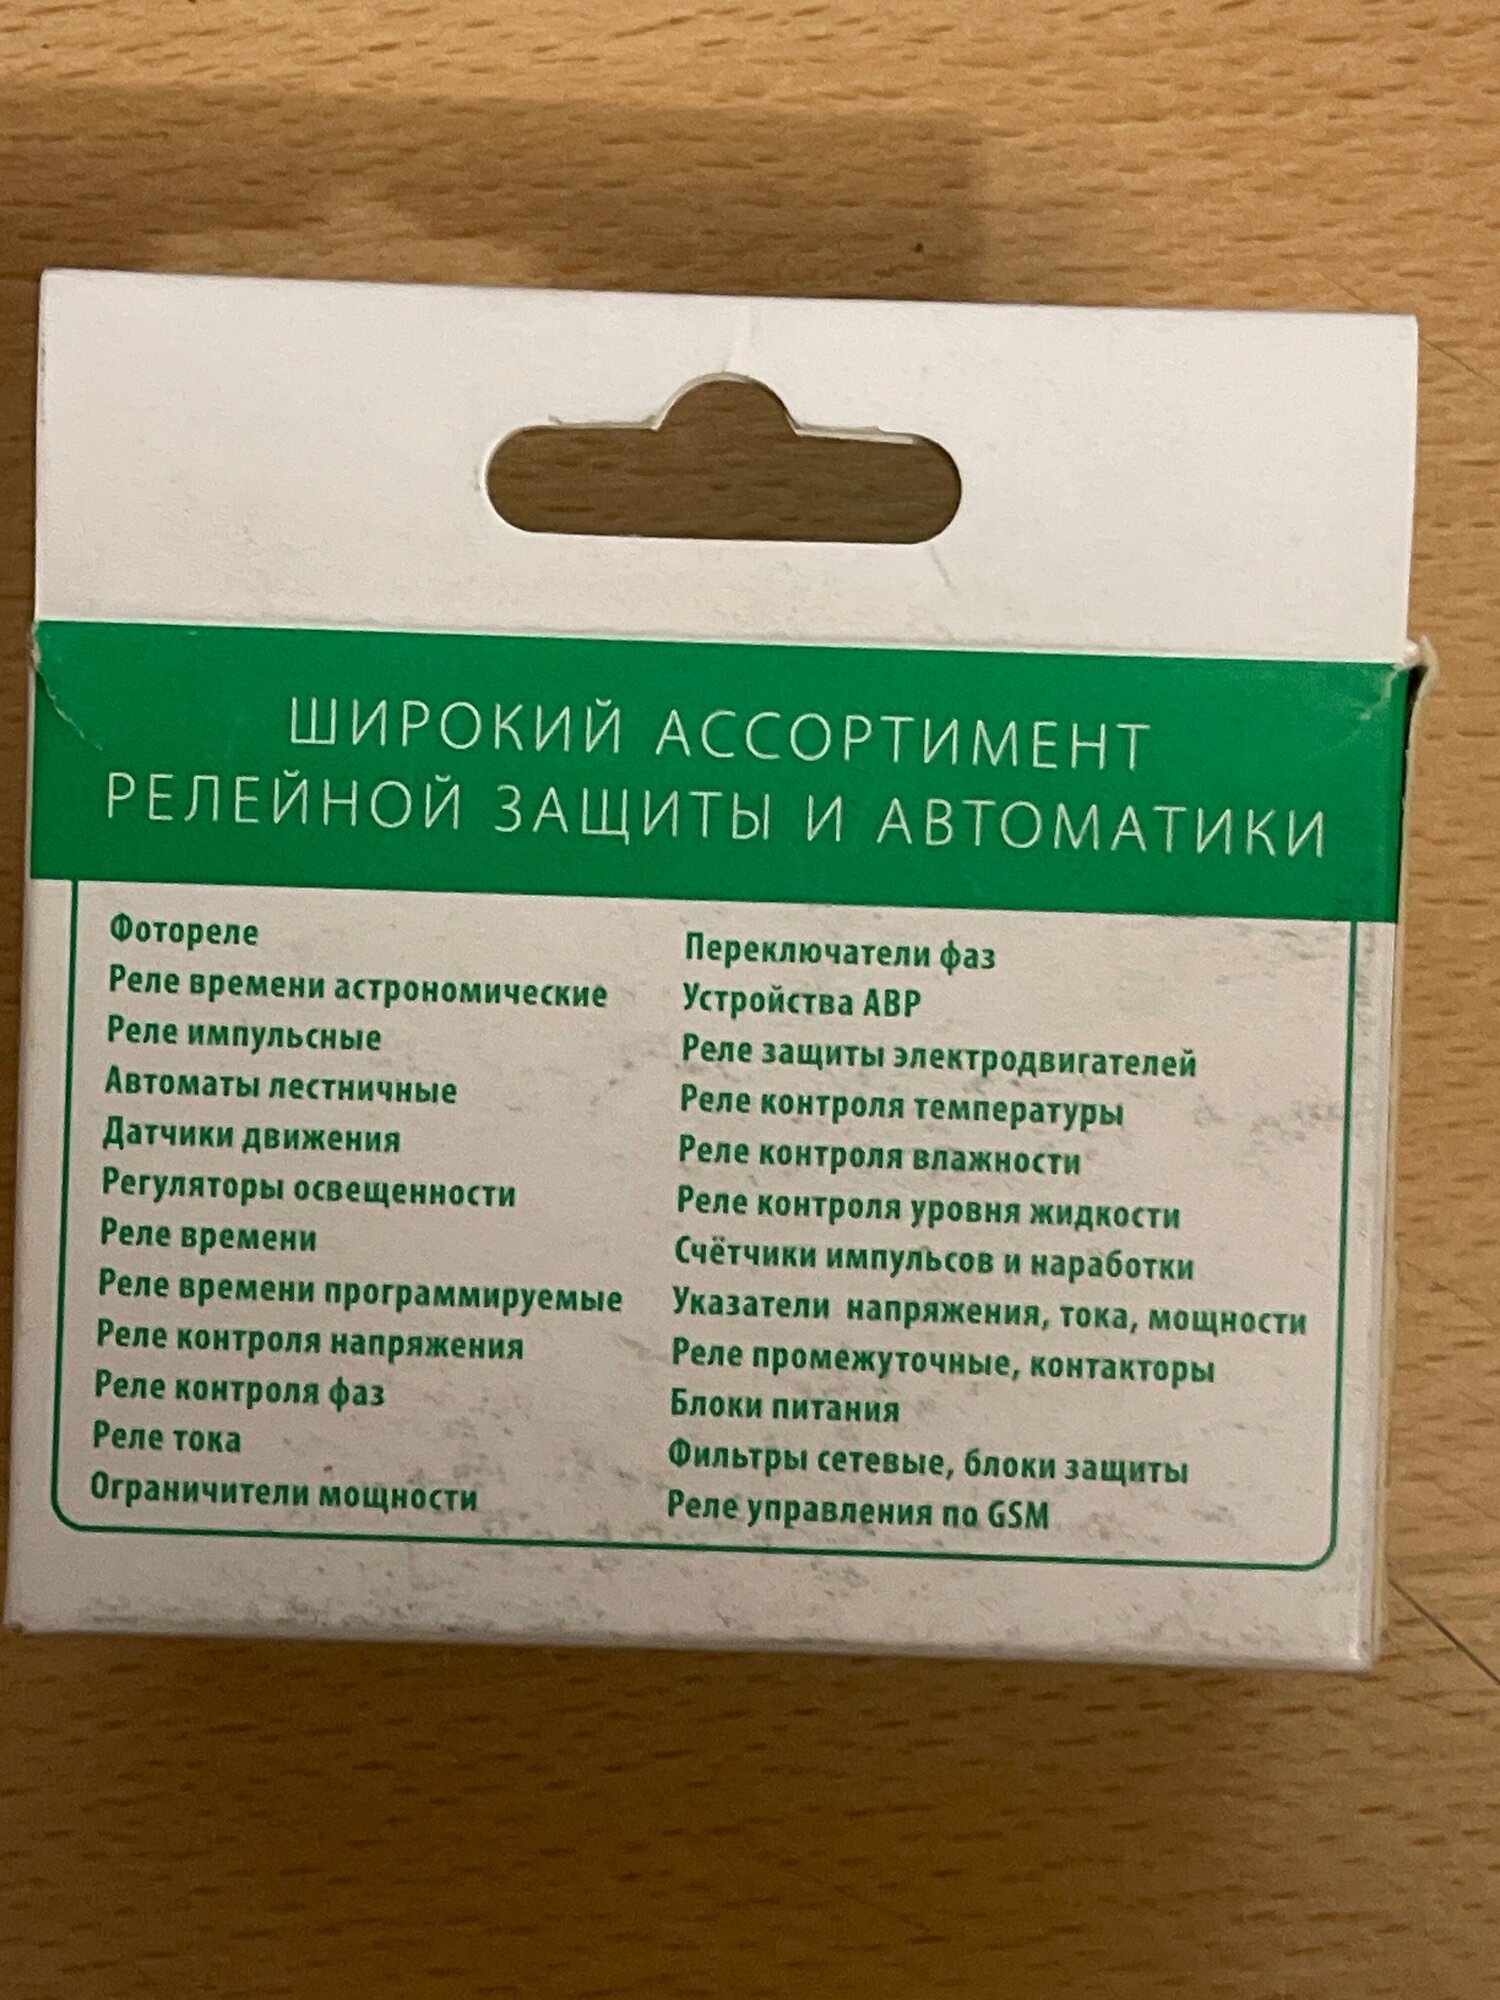 ШИРОКИЙ АССОРТИМЕНТ
РЕЛЕЙНОЙ ЗАЩИТЫ И АВТОМАТИКИ
Фотореле
Реле времени астрономические
Реле импульсные
Автоматы лестничные
Датчики движения
Регуляторы освещенности
Реле времени
Реле времени программируемые
Реле контроля напряжения
Реле контроля фаз
Реле тока
Ограничители мощности
Переключатели фаз
Устройства АВР
Реле защиты электродвигателей
Реле контроля температуры
Реле контроля влажности
Реле контроля уровня жидкости
Счётчики импульсов и наработки
Указатели напряжения, тока, мощности
Реле промежуточные, контакторы
Блоки питания
Фильтры сетевые, блоки защиты
Реле управления по GSM